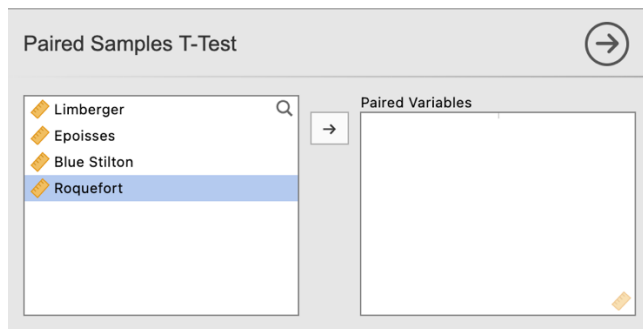 Paired Samples T-Test
Paired Variables
Limberger
Epoisses
Blue Stilton
Roquefort